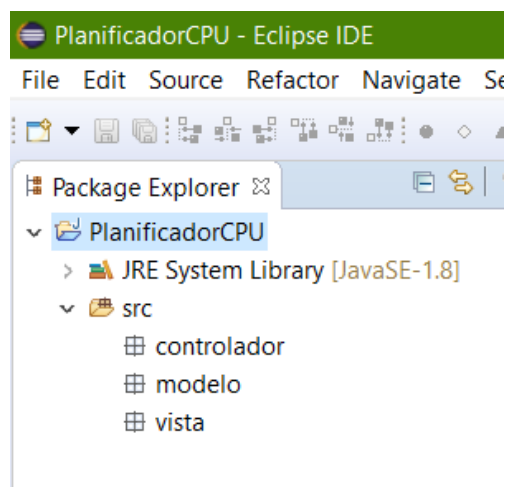 PlanificadorCPU - Eclipse IDE
File Edit Source Refactor Navigate Se
Package Explorer
PlanificadorCPU
JRE System Library [JavaSE-1.8]
src
controlador
modelo
vista